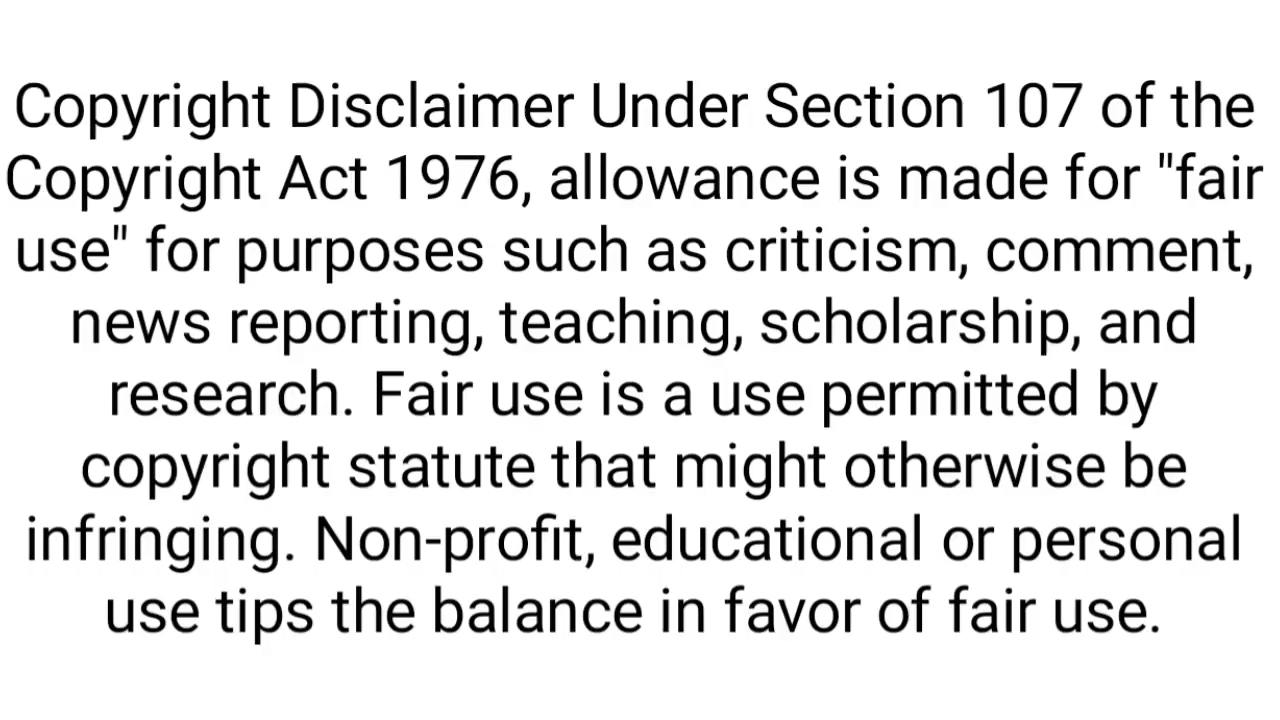 Copyright Disclaimer Under Section 107 of the
Copyright Act 1976, allowance is made for "fair
use" for purposes such as criticism, comment,
news reporting, teaching, scholarship, and
research. Fair use is a use permitted by
copyright statute that might otherwise be
infringing. Non-profit, educational or personal
use tips the balance in favor of fair use.